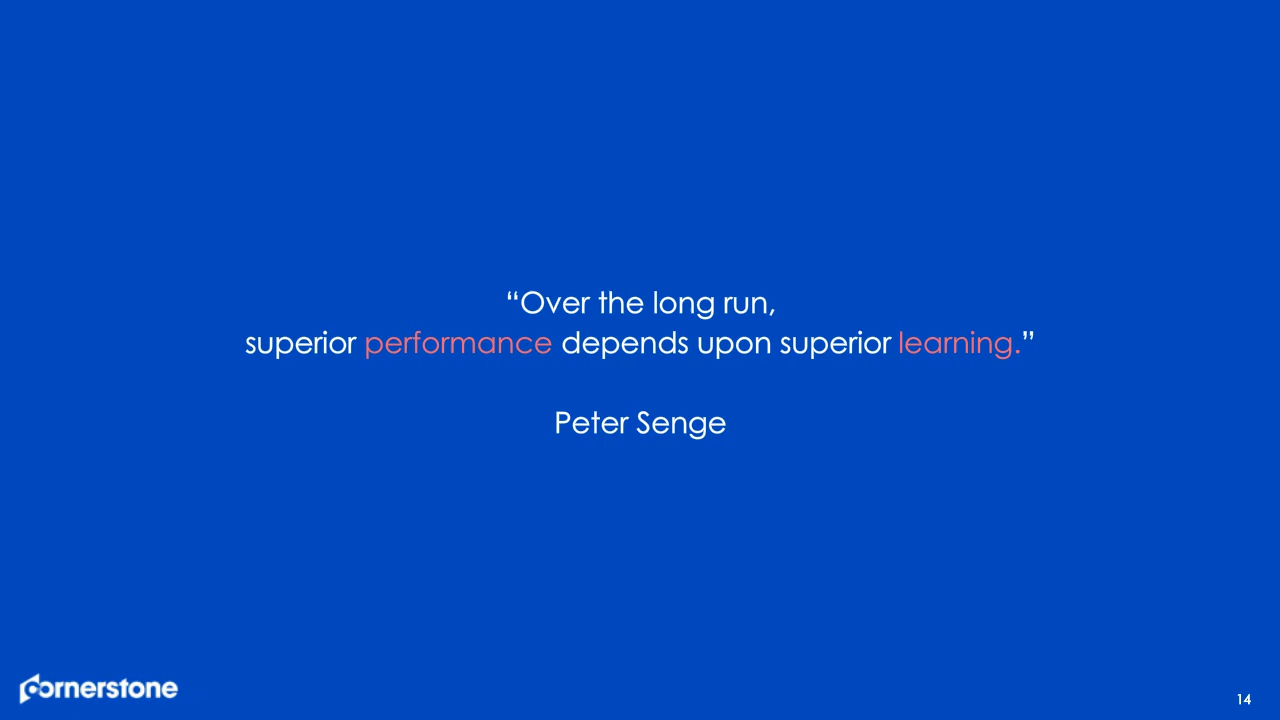 “Over the long run,
superior performance depends upon superior learning.”
Peter Senge
cornerstone
14